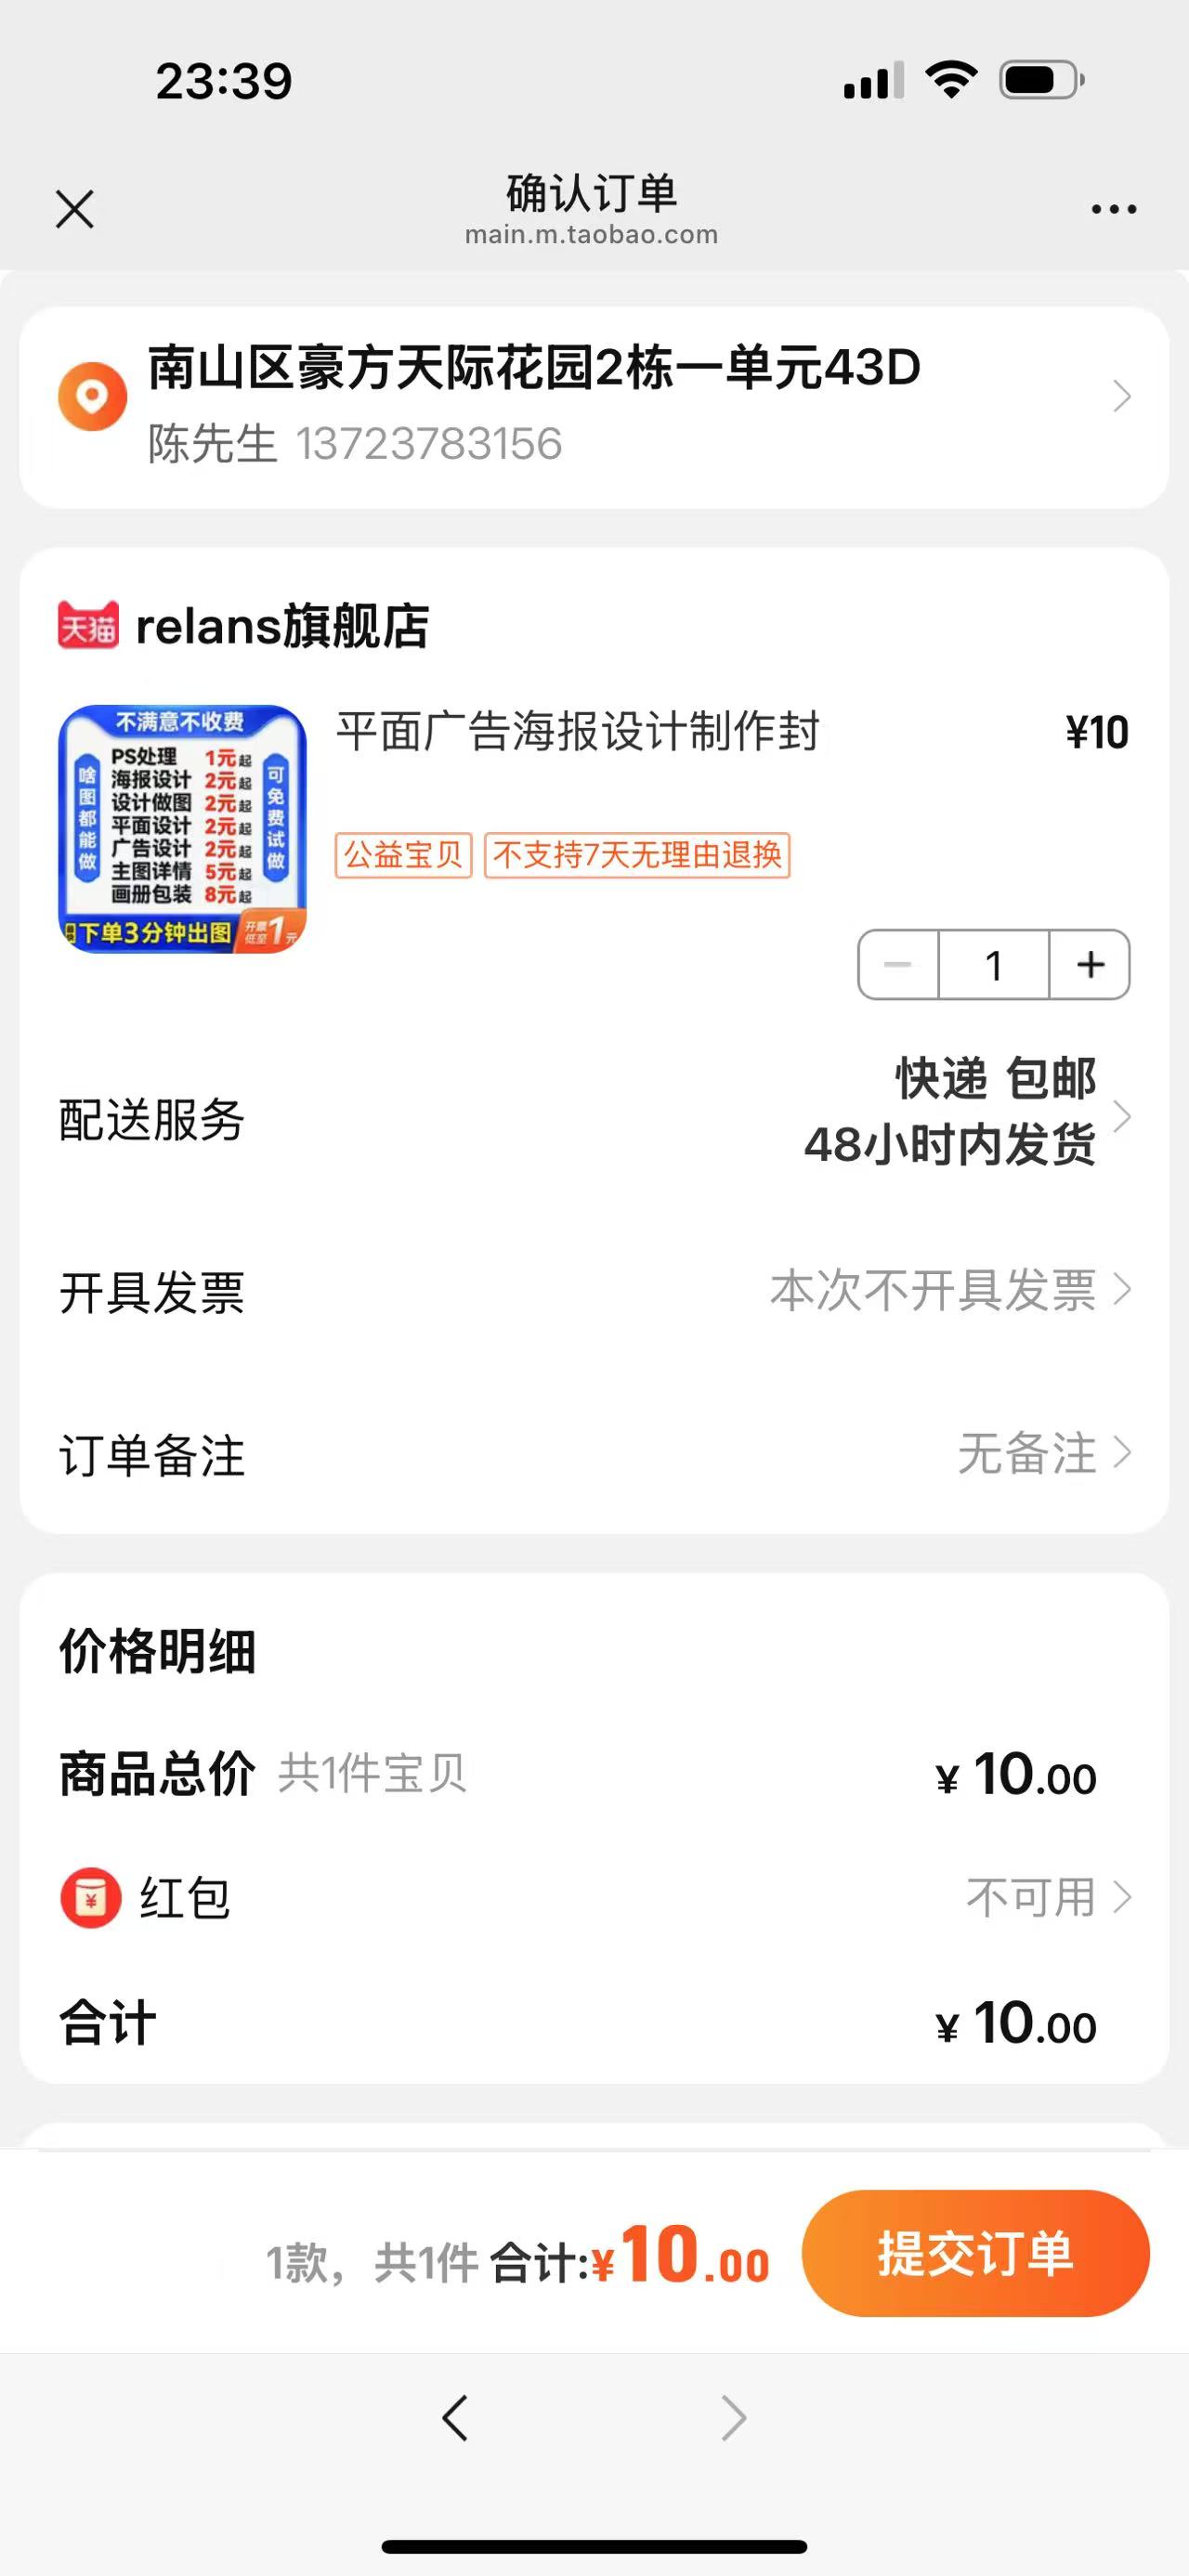 23:39
确认订单
main.m.taobao.com
南山区豪方天际花园2栋一单元43D
陈先生 13723783156
天猫 relans旗舰店
不满意不收费
啥图都能做
PS处理 1元起
海报设计 2元起
设计做图 2元起
平面设计 2元起
广告设计 2元起
主图详情 5元起
画册包装 8元起
可免费试做
下单3分钟出图
开票低至1元
平面广告海报设计制作封 ¥10
公益宝贝 不支持7天无理由退换
1
配送服务 快递 包邮
48小时内发货
开具发票 本次不开具发票
订单备注 无备注
价格明细
商品总价 共1件宝贝 ¥ 10.00
红包 不可用
合计 ¥ 10.00
1款，共1件 合计:¥10.00 提交订单